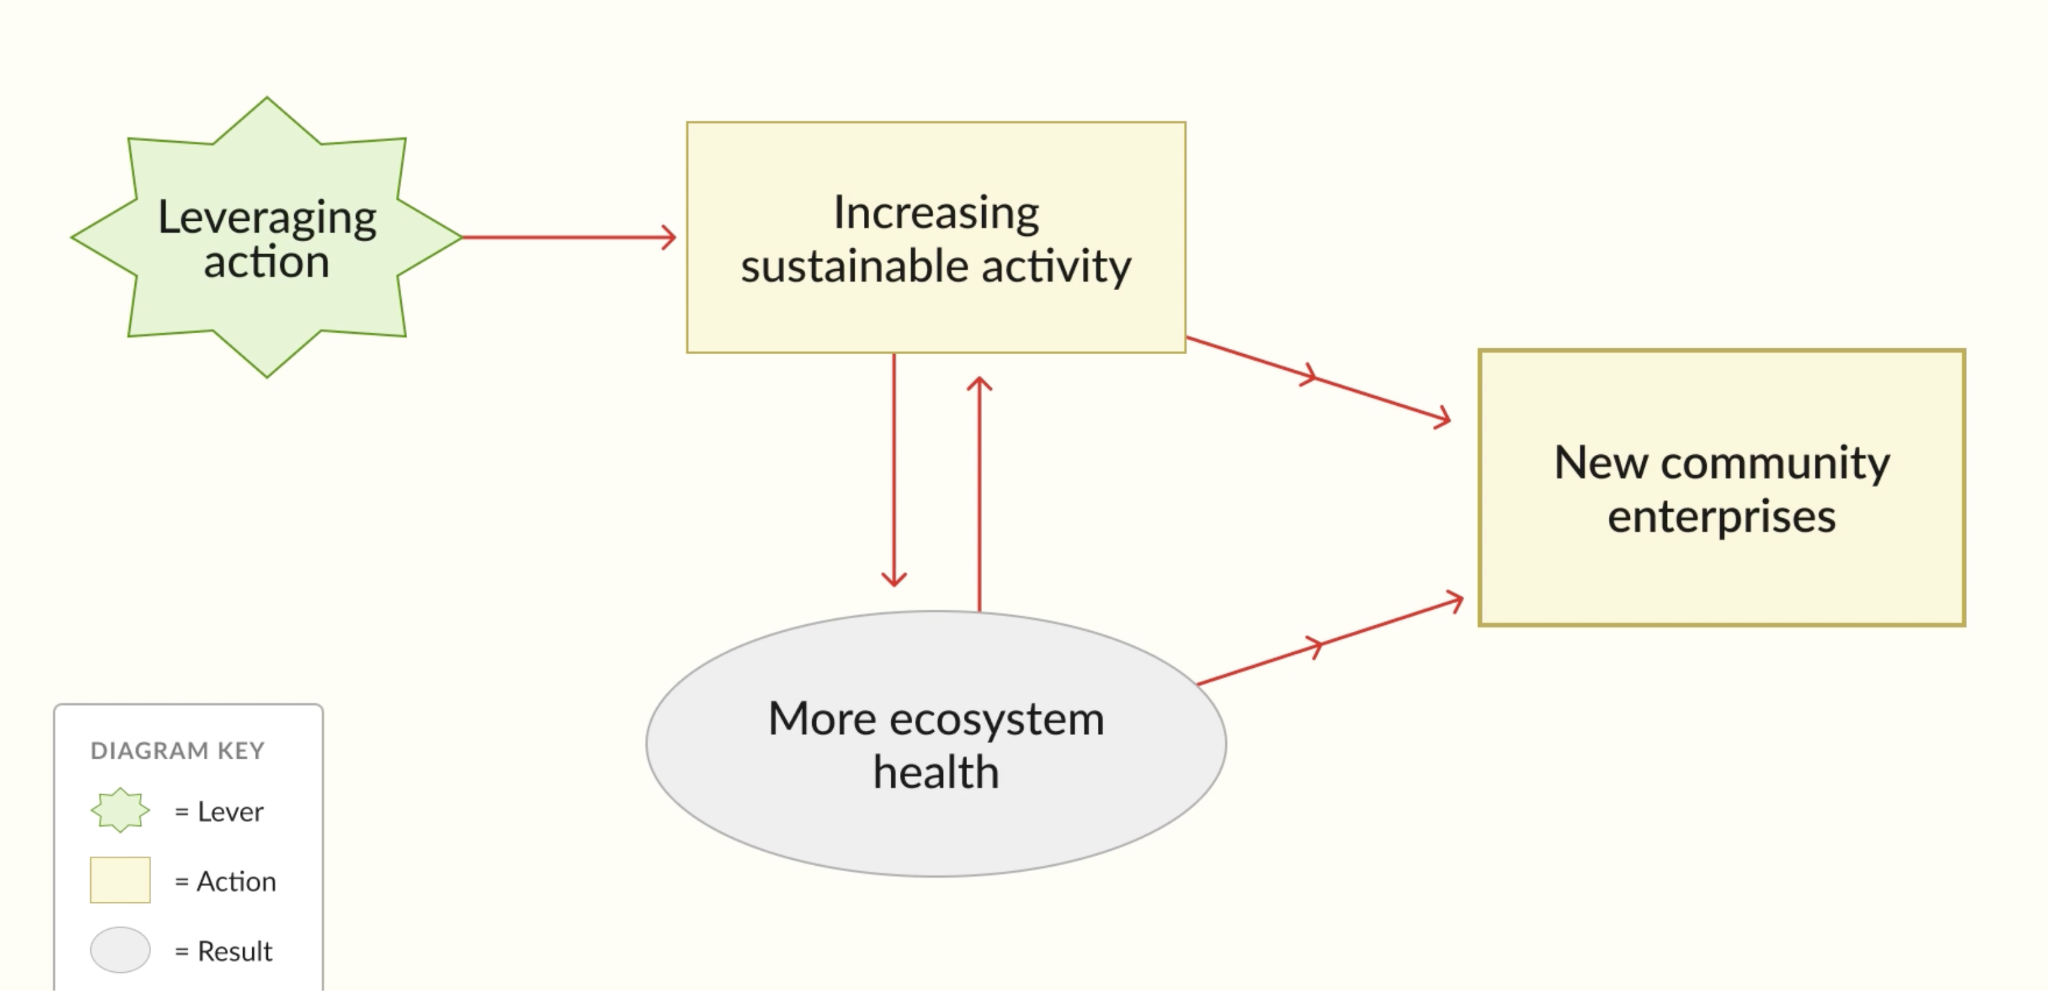 Leveraging
action
Increasing
sustainable activity
New community
enterprises
More ecosystem
health
DIAGRAM KEY
= Lever
= Action
= Result